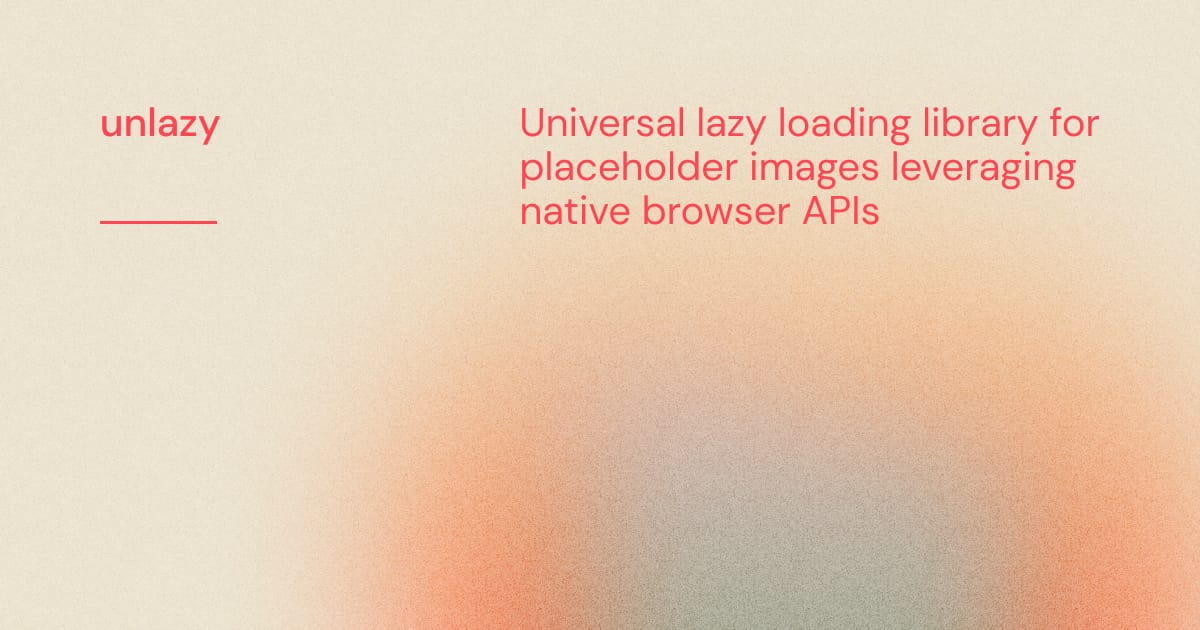 unlazy
Universal lazy loading library for
placeholder images leveraging
native browser APIs